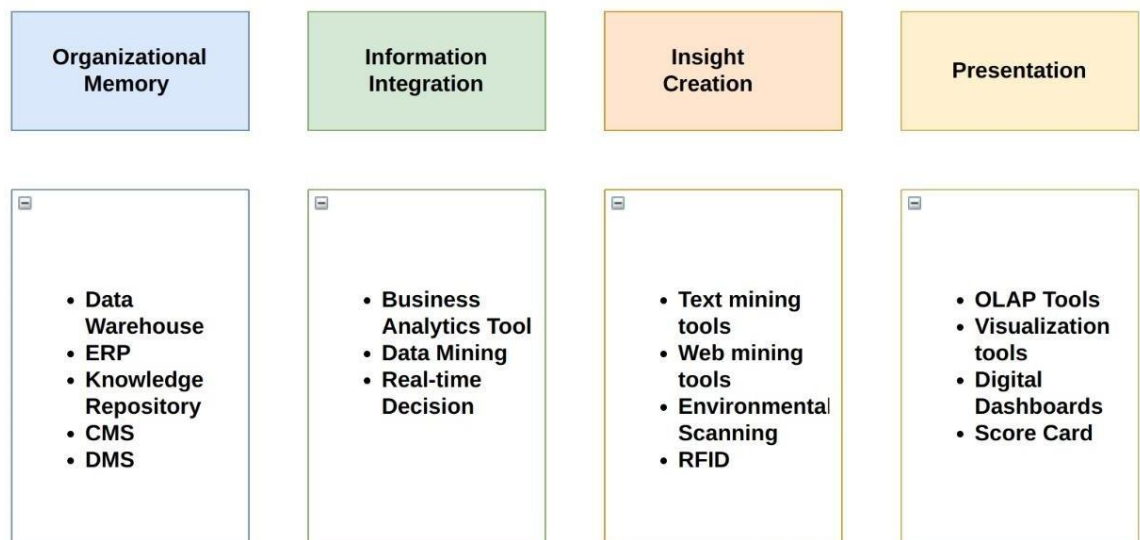 Organizational
Memory
Information
Integration
Insight
Creation
Presentation
• Data
Warehouse
• ERP
• Knowledge
Repository
• CMS
• DMS
• Business
Analytics Tool
• Data Mining
• Real-time
Decision
• Text mining
tools
• Web mining
tools
• Environmental
Scanning
• RFID
• OLAP Tools
• Visualization
tools
• Digital
Dashboards
• Score Card